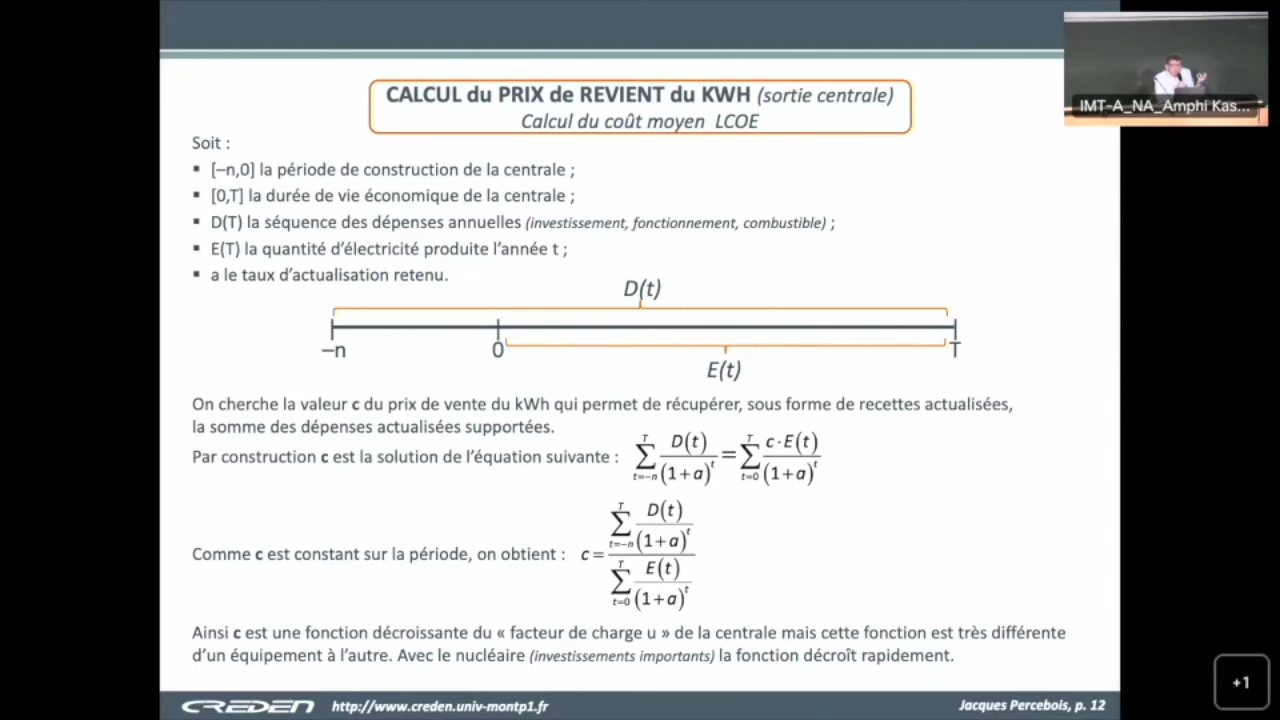 CALCUL du PRIX de REVIENT du KWH (sortie centrale)
Calcul du coût moyen LCOE
IMT-A_NA_Amphi Kas...
Soit :
▪ [–n,0] la période de construction de la centrale ;
▪ [0,T] la durée de vie économique de la centrale ;
▪ D(T) la séquence des dépenses annuelles (investissement, fonctionnement, combustible) ;
▪ E(T) la quantité d’électricité produite l’année t ;
▪ a le taux d’actualisation retenu.
D(t)
–n 0 T
E(t)
On cherche la valeur c du prix de vente du kWh qui permet de récupérer, sous forme de recettes actualisées,
la somme des dépenses actualisées supportées.
Par construction c est la solution de l’équation suivante : ∑_{t=–n}^{T} D(t)/(1+a)^t = ∑_{t=0}^{T} c·E(t)/(1+a)^t
Comme c est constant sur la période, on obtient : c = (∑_{t=–n}^{T} D(t)/(1+a)^t) / (∑_{t=0}^{T} E(t)/(1+a)^t)
Ainsi c est une fonction décroissante du « facteur de charge u » de la centrale mais cette fonction est très différente
d’un équipement à l’autre. Avec le nucléaire (investissements importants) la fonction décroît rapidement.
+1
CREDEN http://www.creden.univ-montp1.fr Jacques Percebois, p. 12